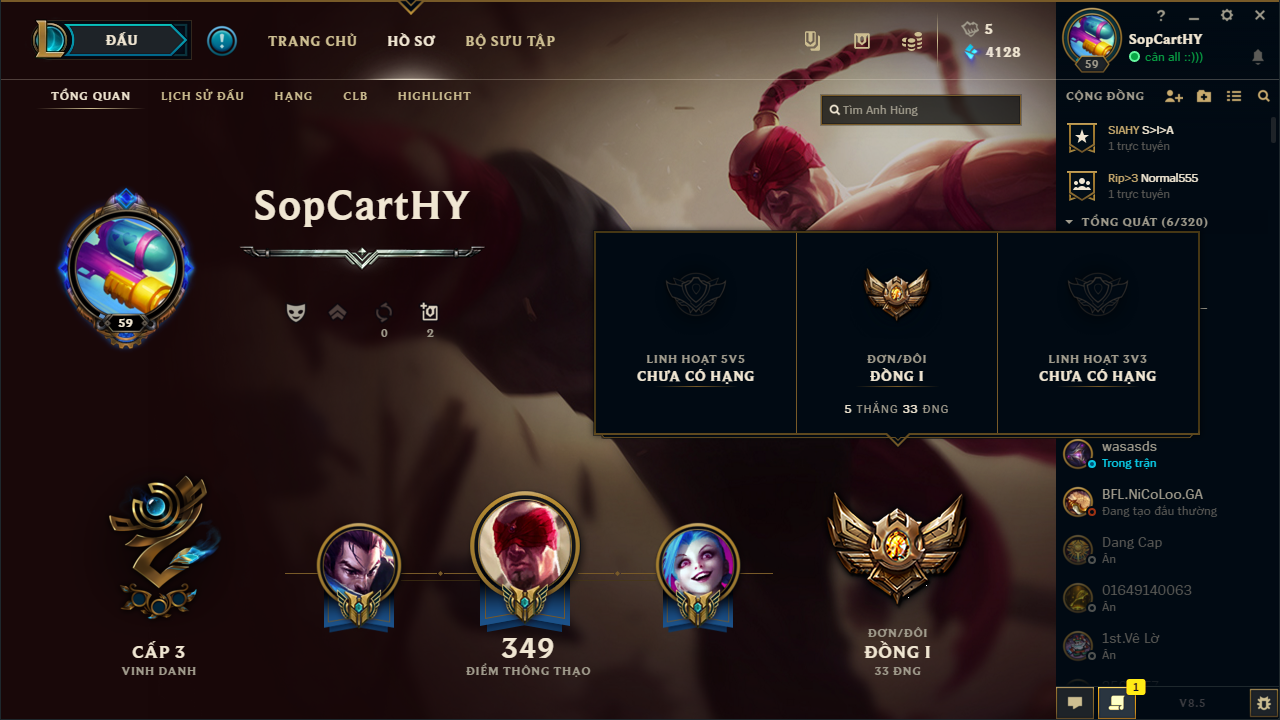 ĐẤU
TRANG CHỦ
HỒ SƠ
BỘ SƯU TẬP
5
4128
?
SopCartHY
cán all ::)))
59
TỔNG QUAN
LỊCH SỬ ĐẤU
HẠNG
CLB
HIGHLIGHT
CỘNG ĐỒNG
Tìm Anh Hùng
SIAHY S>I>A
1 trực tuyến
Rip>3 Normal555
1 trực tuyến
TỔNG QUÁT (6/320)
SopCartHY
59
0
2
LINH HOẠT 5V5
CHƯA CÓ HẠNG
ĐƠN/ĐÔI
ĐỒNG I
5 THẮNG 33 ĐNG
LINH HOẠT 3V3
CHƯA CÓ HẠNG
wasasds
Trong trận
BFL.NiCoLoo.GA
Đang tạo đấu thường
Dang Cap
Ẩn
01649140063
Ẩn
1st.Vê Lờ
Ẩn
CẤP 3
VINH DANH
349
ĐIỂM THÔNG THẠO
ĐƠN/ĐÔI
ĐỒNG I
33 ĐNG
1
V8.5